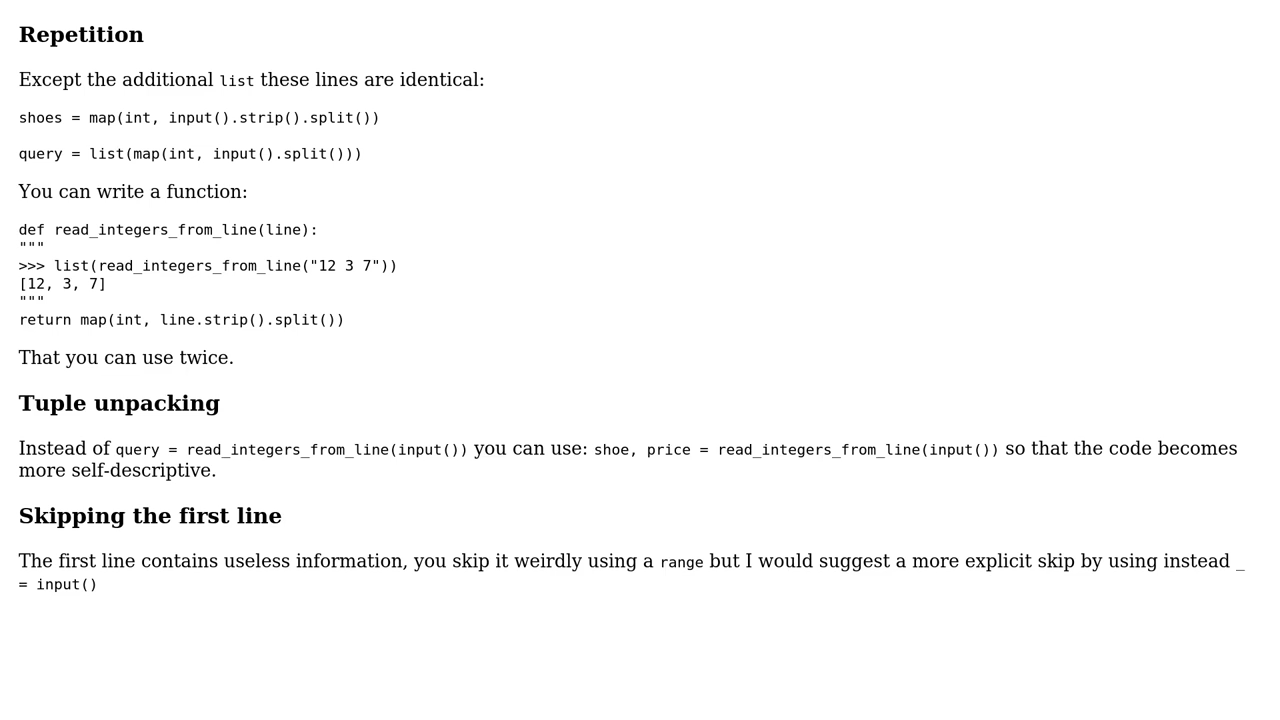 Repetition
Except the additional list these lines are identical:
shoes = map(int, input().strip().split())
query = list(map(int, input().split()))
You can write a function:
def read_integers_from_line(line):
"""
>>> list(read_integers_from_line("12 3 7"))
[12, 3, 7]
"""
return map(int, line.strip().split())
That you can use twice.
Tuple unpacking
Instead of query = read_integers_from_line(input()) you can use: shoe, price = read_integers_from_line(input()) so that the code becomes
more self-descriptive.
Skipping the first line
The first line contains useless information, you skip it weirdly using a range but I would suggest a more explicit skip by using instead _
= input()